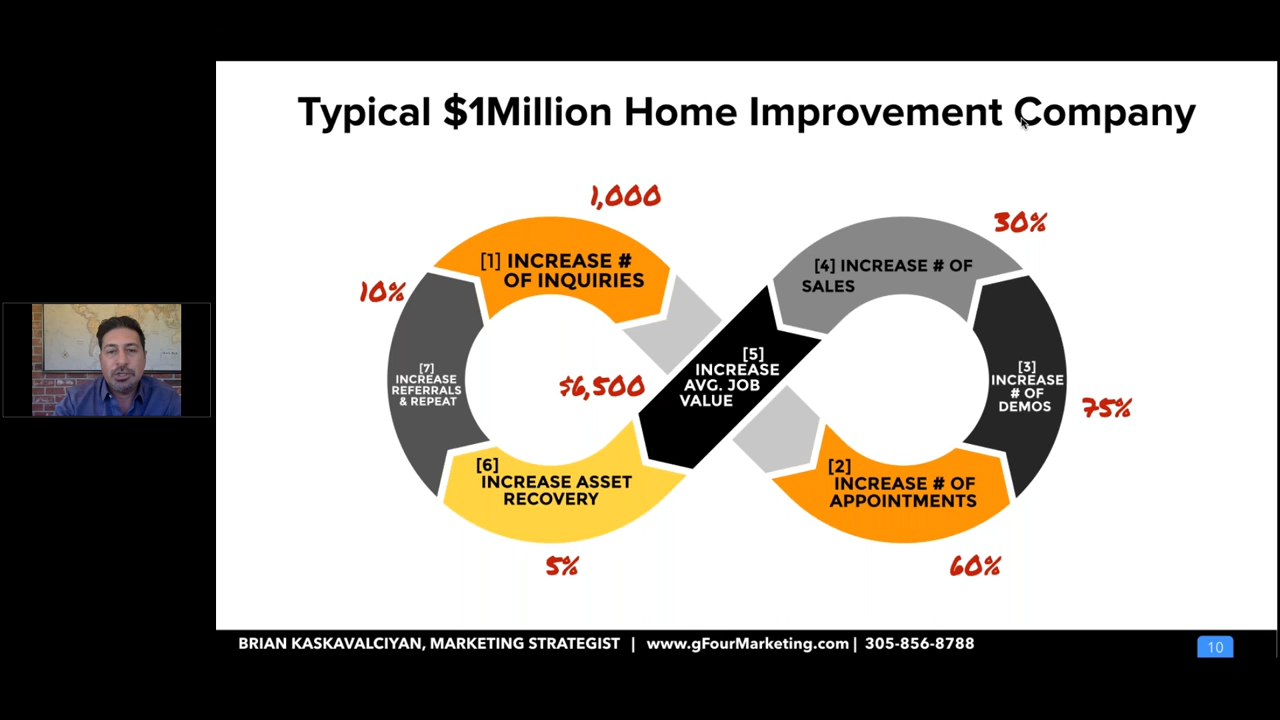 Typical $1Million Home Improvement Company
1,000
[1] INCREASE #
OF INQUIRIES
30%
[4] INCREASE # OF
SALES
10%
[7]
INCREASE
REFERRALS
& REPEAT
$6,500
[5]
INCREASE
AVG. JOB
VALUE
[3]
INCREASE
# OF
DEMOS
75%
[6]
INCREASE ASSET
RECOVERY
5%
[2]
INCREASE # OF
APPOINTMENTS
60%
BRIAN KASKAVALCIYAN, MARKETING STRATEGIST | www.gFourMarketing.com | 305-856-8788
10